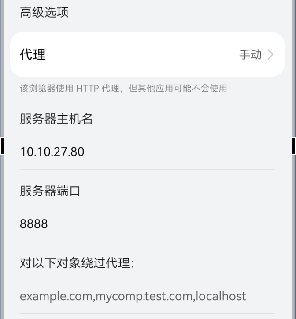 高级选项
代理
手动
该浏览器使用 HTTP 代理，但其他应用可能不会使用
服务器主机名
10.10.27.80
服务器端口
8888
对以下对象绕过代理：
example.com,mycomp.test.com,localhost